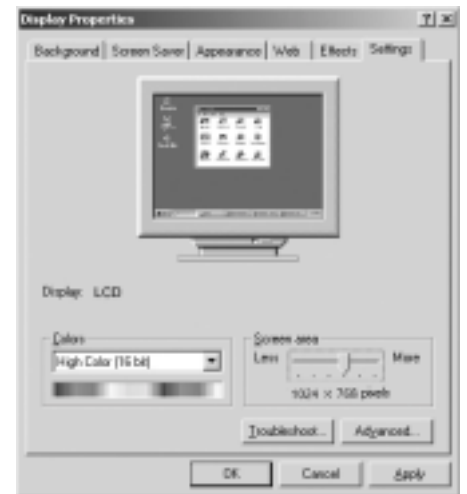 Display Properties
Background Screen Saver Appearance Web Effects Settings
Display: LCD
Colors
High Color (16 bit)
Screen area
Less More
1024 × 768 pixels
Troubleshoot... Advanced...
OK Cancel Apply